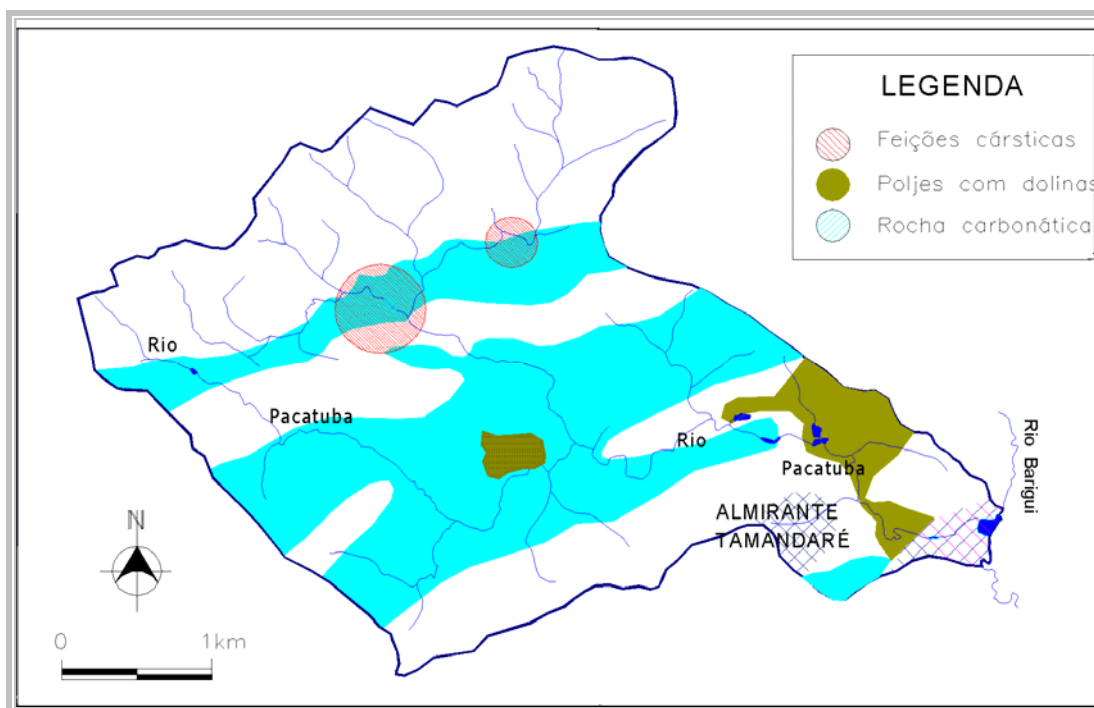 LEGENDA
Feições cársticas
Poljes com dolinas
Rocha carbonática
Rio
Pacatuba
Rio
Pacatuba
Rio Barigui
ALMIRANTE
TAMANDARÉ
N
0 1km